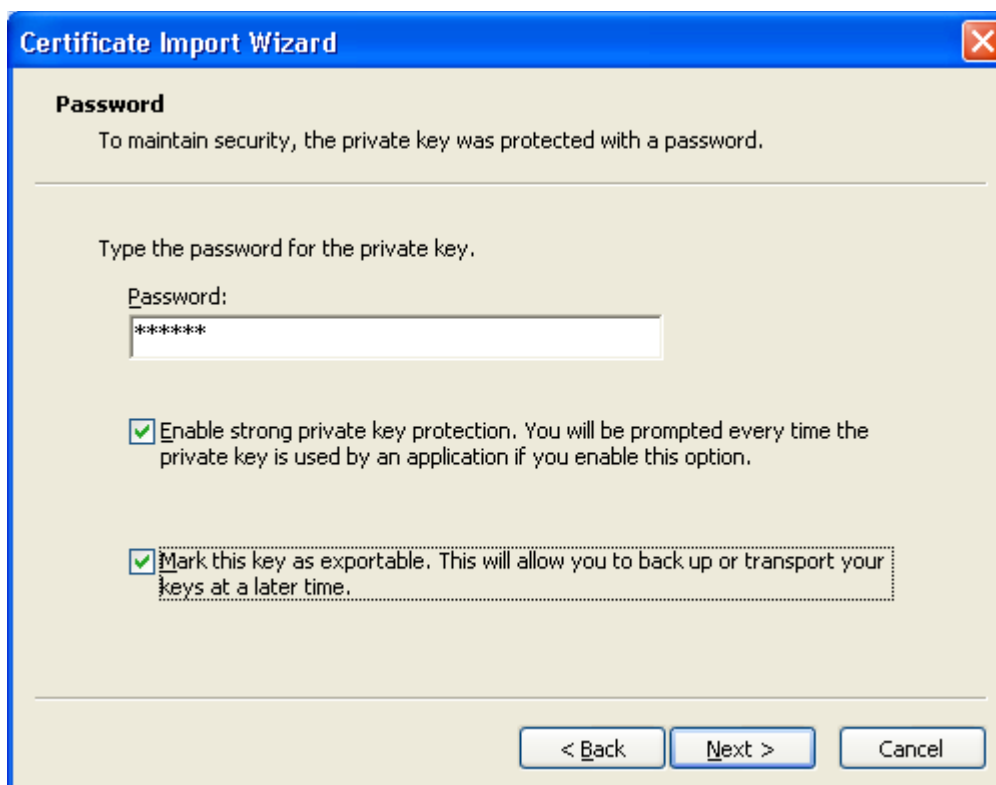 Certificate Import Wizard
Password
To maintain security, the private key was protected with a password.
Type the password for the private key.
Password:
******
Enable strong private key protection. You will be prompted every time the
private key is used by an application if you enable this option.
Mark this key as exportable. This will allow you to back up or transport your
keys at a later time.
< Back Next > Cancel